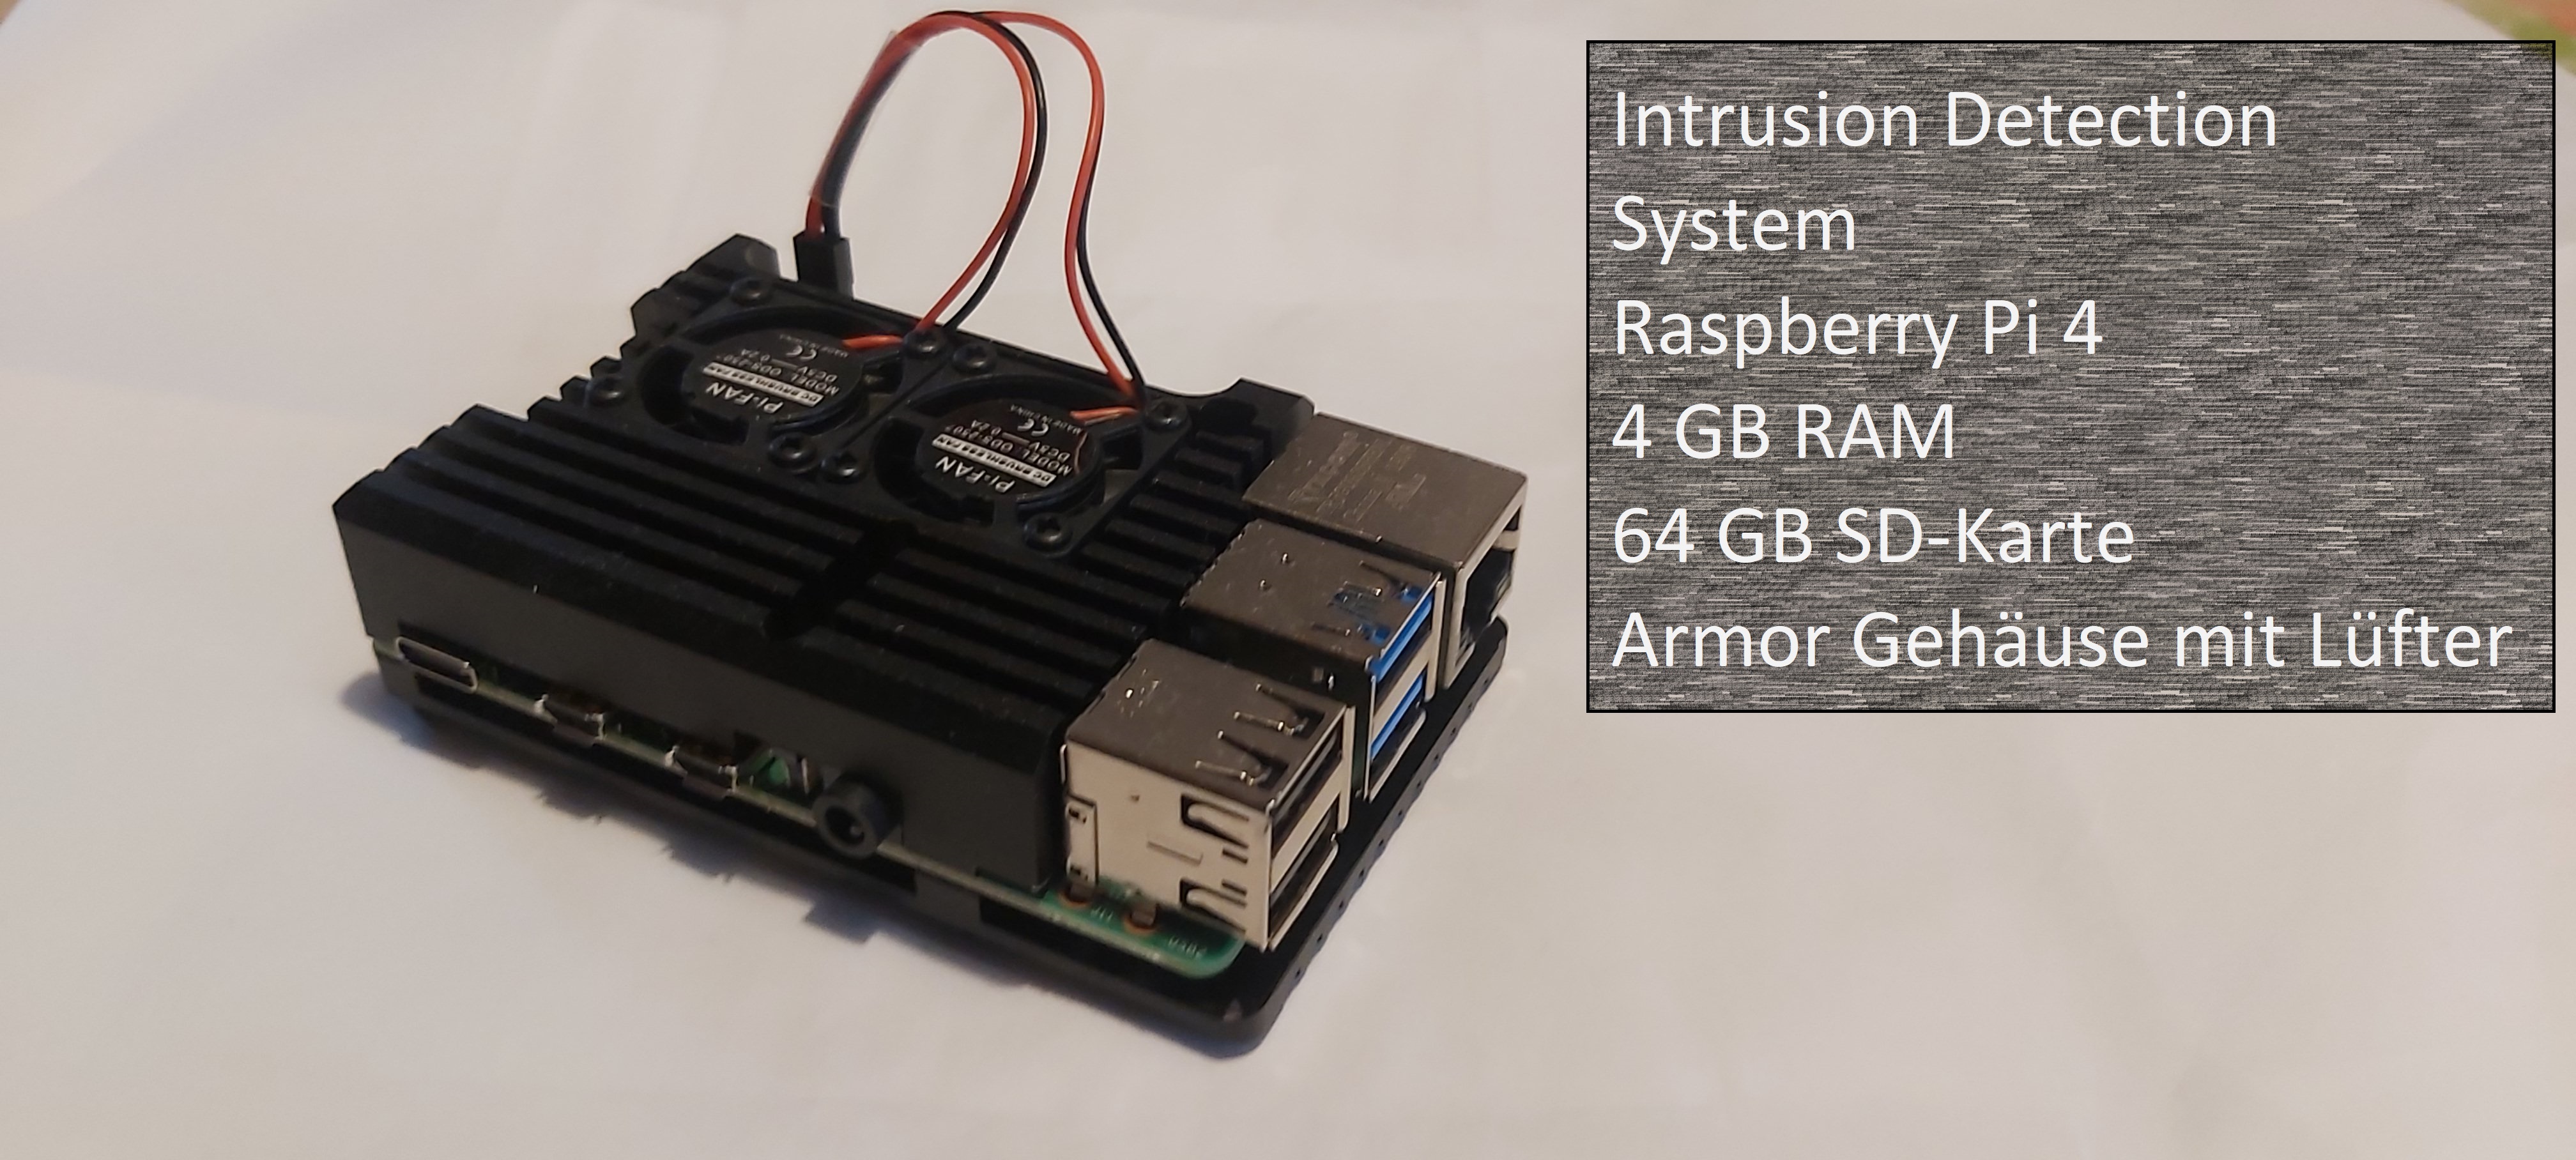 Intrusion Detection
System
Raspberry Pi 4
4 GB RAM
64 GB SD-Karte
Armor Gehäuse mit Lüfter
MADE IN CHINA
CE
DC5V 0.2A
MODEL: ODS-2507
DC BRUSHLESS FAN
Pi-FAN
MADE IN CHINA
CE
DC5V 0.2A
MODEL: ODS-2507
DC BRUSHLESS FAN
Pi-FAN